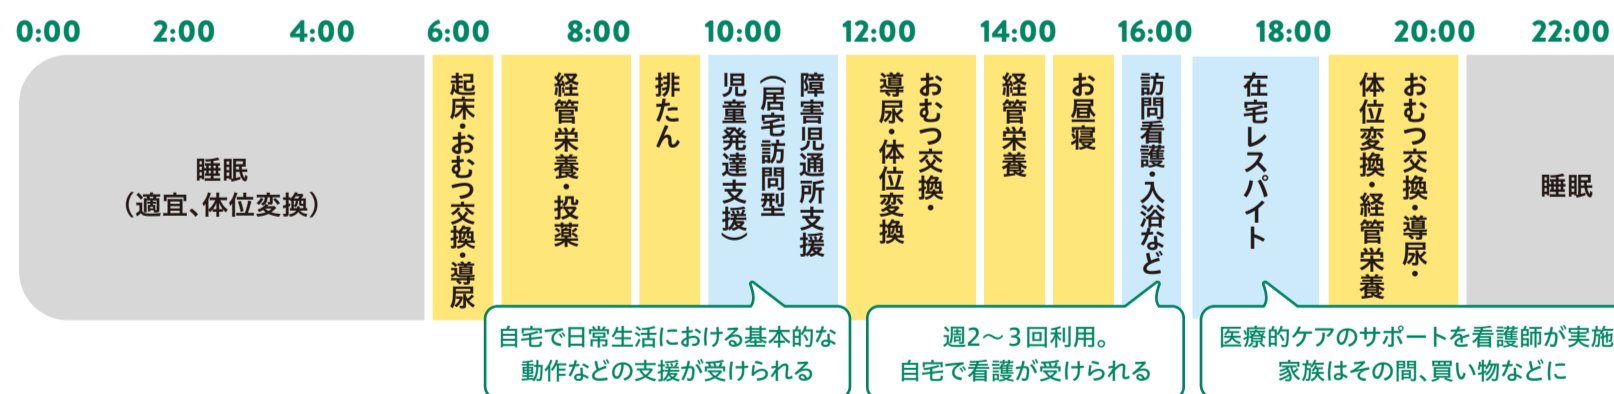 0:00 2:00 4:00 6:00 8:00 10:00 12:00 14:00 16:00 18:00 20:00 22:00
睡眠
（適宜、体位変換）
起床・おむつ交換・導尿
経管栄養・投薬
排たん
障害児通所支援
（居宅訪問型
児童発達支援）
おむつ交換・
導尿・体位変換
経管栄養
お昼寝
訪問看護・入浴など
在宅レスパイト
おむつ交換・導尿・
体位変換・経管栄養
睡眠
自宅で日常生活における基本的な
動作などの支援が受けられる
週2～3回利用。
自宅で看護が受けられる
医療的ケアのサポートを看護師が実施
家族はその間、買い物などに